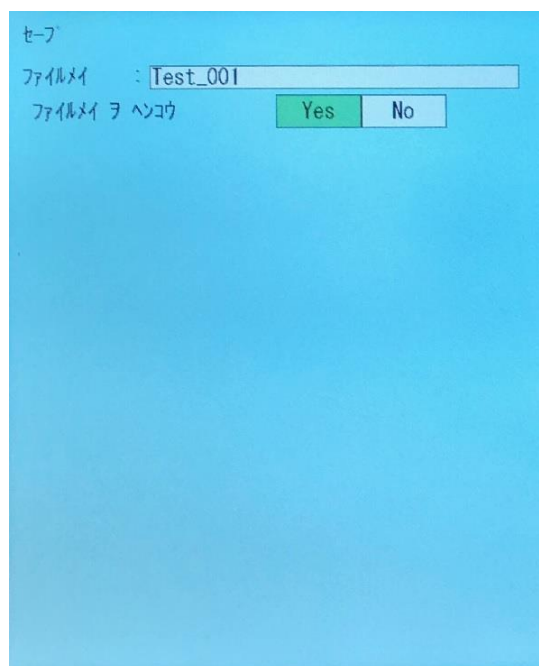 ｾｰﾌﾞ
ﾌｧｲﾙﾒｲ : Test_001
ﾌｧｲﾙﾒｲ ｦ ﾍﾝｺｳ Yes No